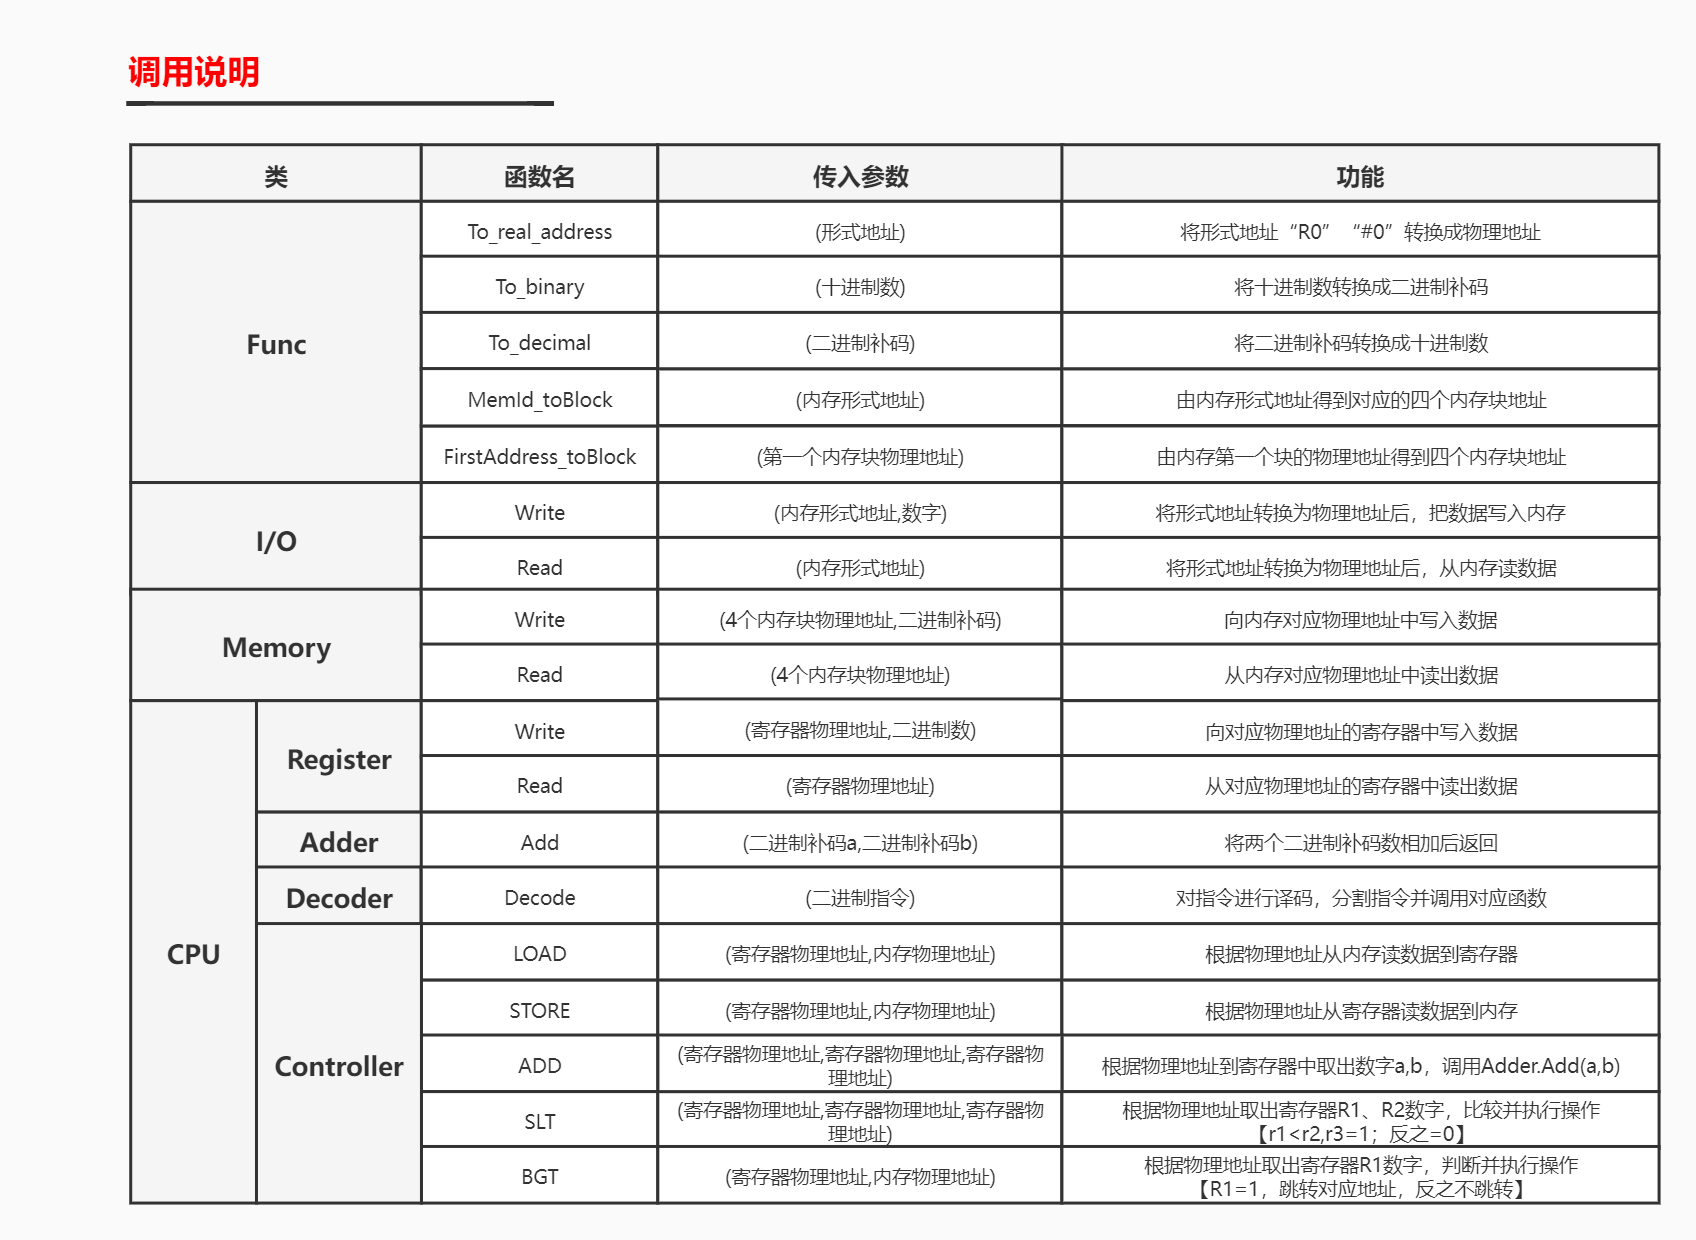 调用说明
类 函数名 传入参数 功能
Func
To_real_address (形式地址) 将形式地址“R0”“#0”转换成物理地址
To_binary (十进制数) 将十进制数转换成二进制补码
To_decimal (二进制补码) 将二进制补码转换成十进制数
MemId_toBlock (内存形式地址) 由内存形式地址得到对应的四个内存块地址
FirstAddress_toBlock (第一个内存块物理地址) 由内存第一个块的物理地址得到四个内存块地址
I/O
Write (内存形式地址,数字) 将形式地址转换为物理地址后，把数据写入内存
Read (内存形式地址) 将形式地址转换为物理地址后，从内存读数据
Memory
Write (4个内存块物理地址,二进制补码) 向内存对应物理地址中写入数据
Read (4个内存块物理地址) 从内存对应物理地址中读出数据
CPU
Register
Write (寄存器物理地址,二进制数) 向对应物理地址的寄存器中写入数据
Read (寄存器物理地址) 从对应物理地址的寄存器中读出数据
Adder Add (二进制补码a,二进制补码b) 将两个二进制补码数相加后返回
Decoder Decode (二进制指令) 对指令进行译码，分割指令并调用对应函数
Controller
LOAD (寄存器物理地址,内存物理地址) 根据物理地址从内存读数据到寄存器
STORE (寄存器物理地址,内存物理地址) 根据物理地址从寄存器读数据到内存
ADD
(寄存器物理地址,寄存器物理地址,寄存器物
理地址)
根据物理地址到寄存器中取出数字a,b，调用Adder.Add(a,b)
SLT
(寄存器物理地址,寄存器物理地址,寄存器物
理地址)
根据物理地址取出寄存器R1、R2数字，比较并执行操作
【r1<r2,r3=1；反之=0】
BGT (寄存器物理地址,内存物理地址)
根据物理地址取出寄存器R1数字，判断并执行操作
【R1=1，跳转对应地址，反之不跳转】